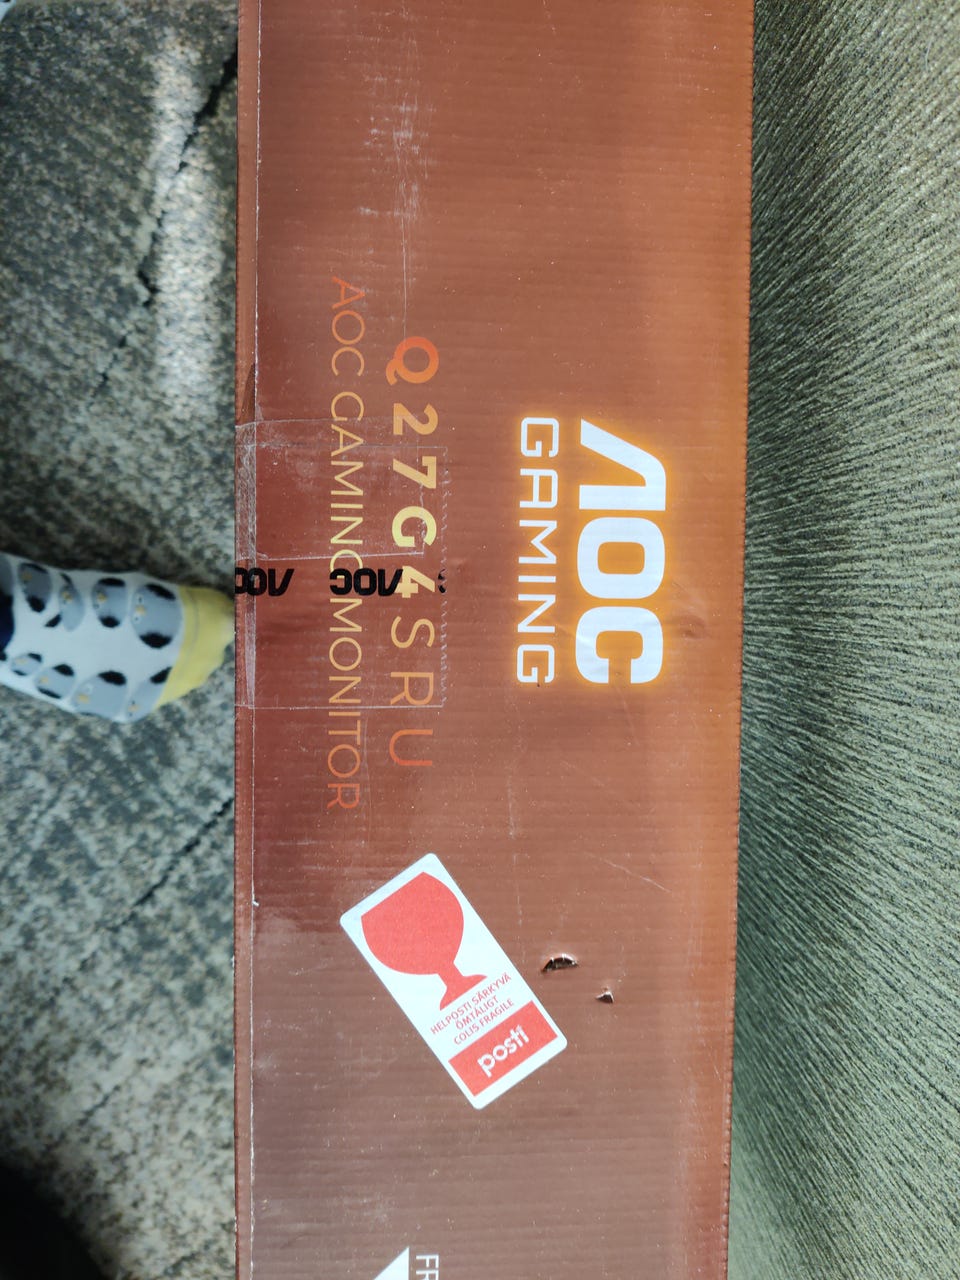 AOC
GAMING
Q27G4SRU
AOC GAMING MONITOR
AOC AOC
HELPOSTI SÄRKYVÄ
ÖMTÅLIGT
COLIS FRAGILE
posti